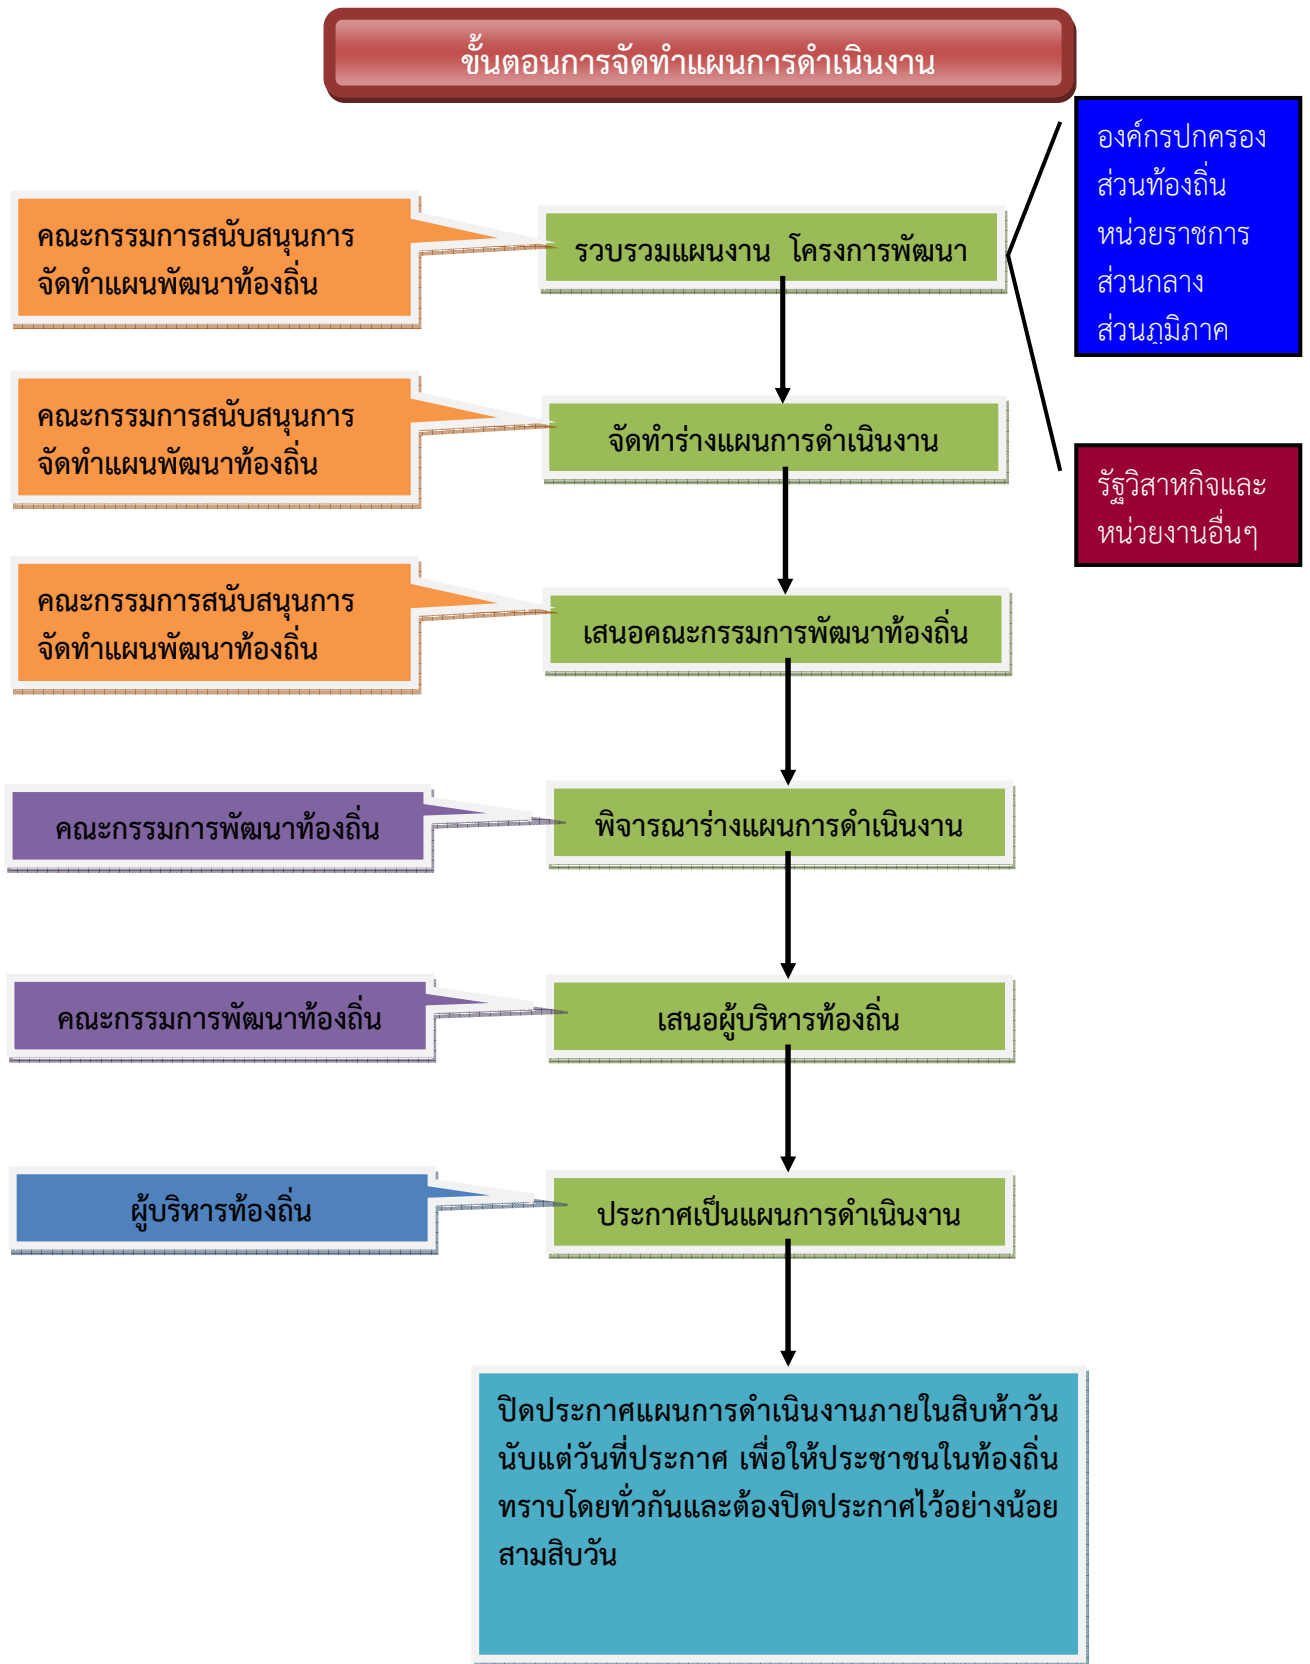 ขั้นตอนการจัดทำแผนการดำเนินงาน
องค์กรปกครอง
ส่วนท้องถิ่น
หน่วยราชการ
ส่วนกลาง
ส่วนภูมิภาค
คณะกรรมการสนับสนุนการ
จัดทำแผนพัฒนาท้องถิ่น
รวบรวมแผนงาน โครงการพัฒนา
คณะกรรมการสนับสนุนการ
จัดทำแผนพัฒนาท้องถิ่น
จัดทำร่างแผนการดำเนินงาน
รัฐวิสาหกิจและ
หน่วยงานอื่นๆ
คณะกรรมการสนับสนุนการ
จัดทำแผนพัฒนาท้องถิ่น
เสนอคณะกรรมการพัฒนาท้องถิ่น
คณะกรรมการพัฒนาท้องถิ่น
พิจารณาร่างแผนการดำเนินงาน
คณะกรรมการพัฒนาท้องถิ่น
เสนอผู้บริหารท้องถิ่น
ผู้บริหารท้องถิ่น
ประกาศเป็นแผนการดำเนินงาน
ปิดประกาศแผนการดำเนินงานภายในสิบห้าวัน
นับแต่วันที่ประกาศ เพื่อให้ประชาชนในท้องถิ่น
ทราบโดยทั่วกันและต้องปิดประกาศไว้อย่างน้อย
สามสิบวัน